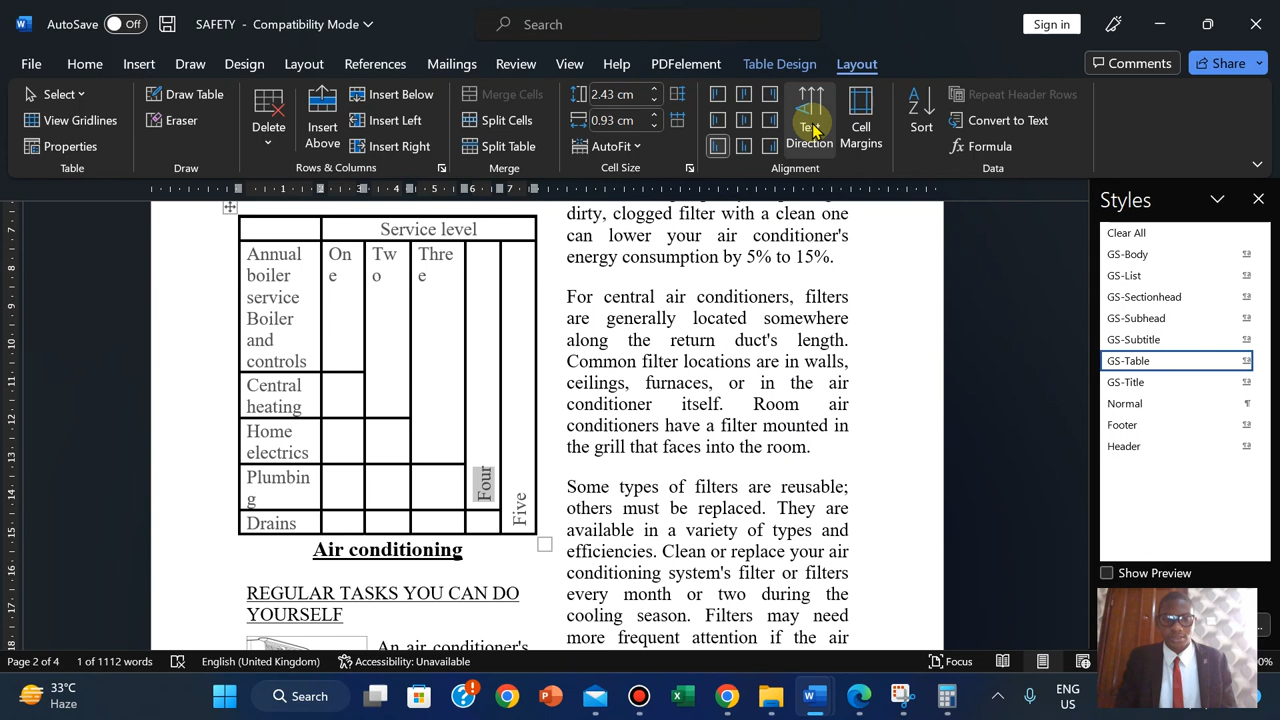 AutoSave Off SAFETY - Compatibility Mode Search Sign in
File Home Insert Draw Design Layout References Mailings Review View Help PDFelement Table Design Layout Comments Share
Select
View Gridlines
Properties
Table
Draw Table
Eraser
Draw
Delete
Insert
Above
Insert Below
Insert Left
Insert Right
Rows & Columns
Merge Cells
Split Cells
Split Table
Merge
2.43 cm
0.93 cm
AutoFit
Cell Size
Direction
Cell
Margins
Alignment
Sort
Repeat Header Rows
Convert to Text
Formula
Data
Service level
Annual
boiler
service
Boiler
and
controls
On
e
Tw
o
Thre
e
Four
Five
Central
heating
Home
electrics
Plumbin
g
Drains
Air conditioning
REGULAR TASKS YOU CAN DO
YOURSELF
An air conditioner's
dirty, clogged filter with a clean one
can lower your air conditioner's
energy consumption by 5% to 15%.
For central air conditioners, filters
are generally located somewhere
along the return duct's length.
Common filter locations are in walls,
ceilings, furnaces, or in the air
conditioner itself. Room air
conditioners have a filter mounted in
the grill that faces into the room.
Some types of filters are reusable;
others must be replaced. They are
available in a variety of types and
efficiencies. Clean or replace your air
conditioning system's filter or filters
every month or two during the
cooling season. Filters may need
more frequent attention if the air
Styles
Clear All
GS-Body
GS-List
GS-Sectionhead
GS-Subhead
GS-Subtitle
GS-Table
GS-Title
Normal
Footer
Header
Show Preview
Page 2 of 4 1 of 1112 words English (United Kingdom) Accessibility: Unavailable Focus
33°C
Haze
Search
ENG
US